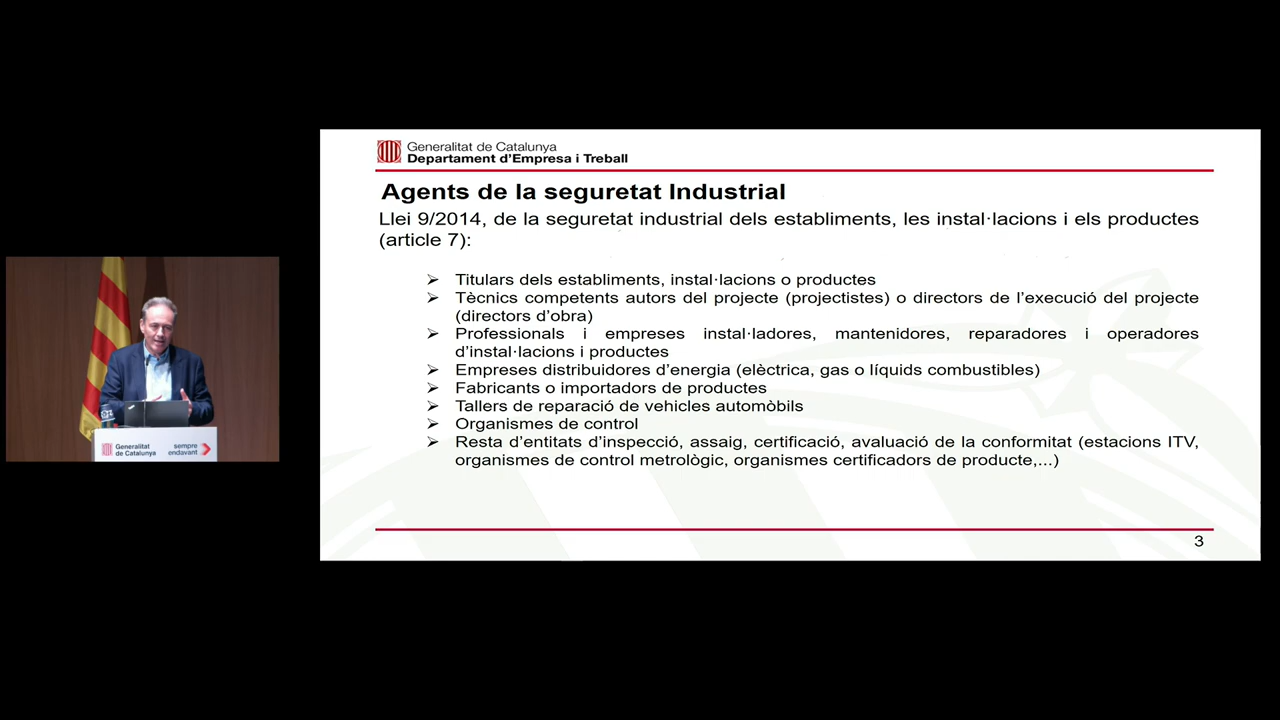 Generalitat de Catalunya
Departament d'Empresa i Treball
Agents de la seguretat Industrial
Llei 9/2014, de la seguretat industrial dels establiments, les instal·lacions i els productes
(article 7):
Titulars dels establiments, instal·lacions o productes
Tècnics competents autors del projecte (projectistes) o directors de l'execució del projecte
(directors d'obra)
Professionals i empreses instal·ladores, mantenidores, reparadores i operadores
d'instal·lacions i productes
Empreses distribuidores d'energia (elèctrica, gas o líquids combustibles)
Fabricants o importadors de productes
Tallers de reparació de vehicles automòbils
Organismes de control
Resta d'entitats d'inspecció, assaig, certificació, avaluació de la conformitat (estacions ITV,
organismes de control metrològic, organismes certificadors de producte,...)
3
Generalitat
de Catalunya
sempre
endavant